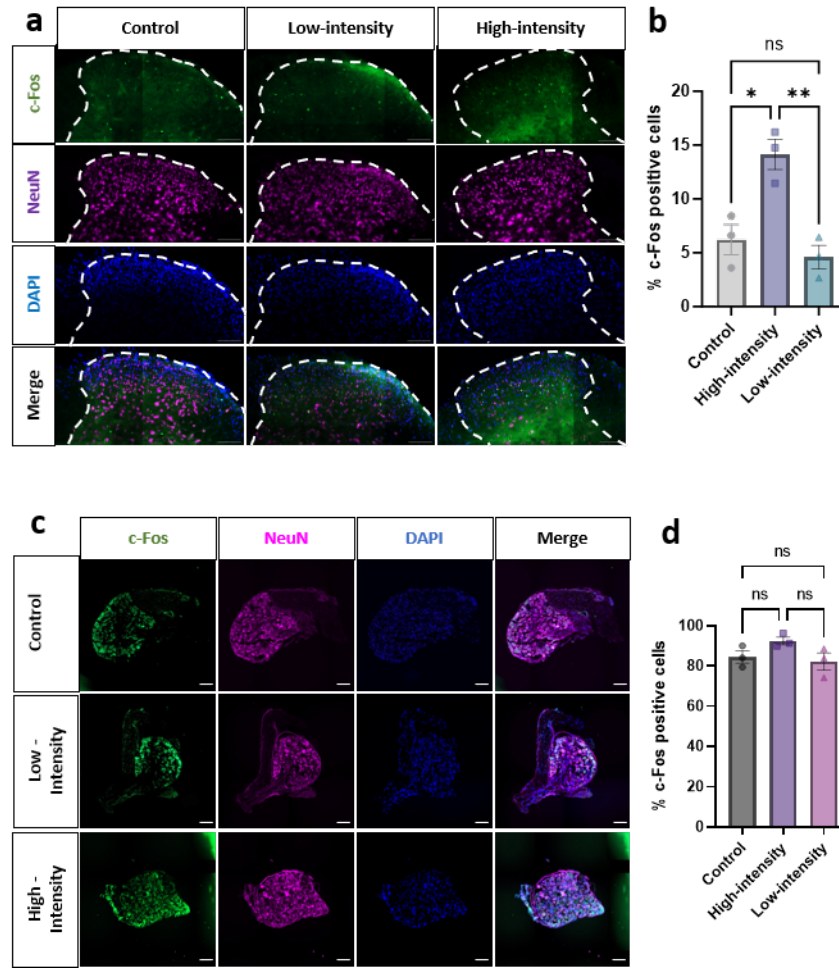 a
Control
Low-intensity
High-intensity
c-Fos
NeuN
DAPI
Merge
b
ns
* **
20
15
10
5
0
% c-Fos positive cells
Control
High-intensity
Low-intensity
c
c-Fos
NeuN
DAPI
Merge
Control
Low -
Intensity
High -
Intensity
d
ns
ns ns
100
80
60
40
20
0
% c-Fos positive cells
Control
High-intensity
Low-intensity